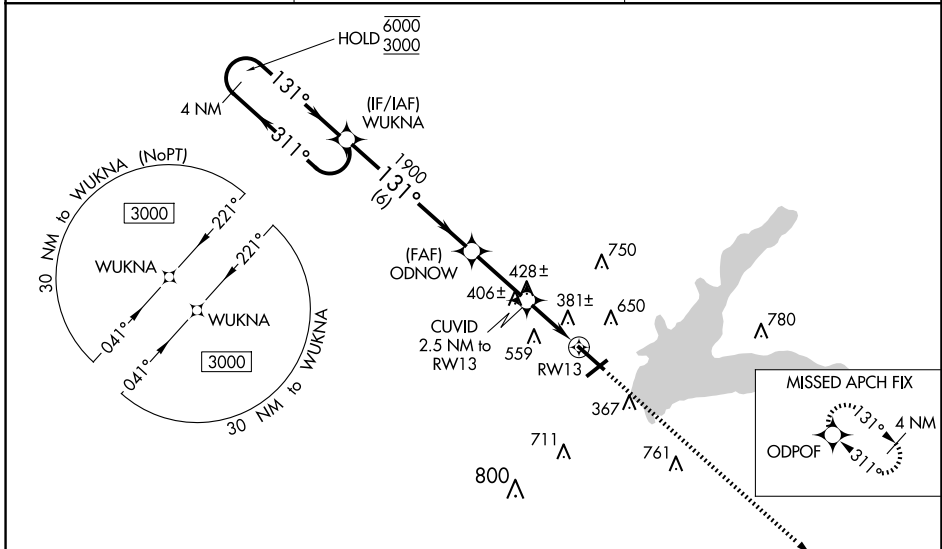 6000
HOLD 3000
131°
4 NM
311°
(IF/IAF)
WUKNA
1900
131°
(6)
30 NM to WUKNA (NoPT)
3000
221°
WUKNA
041°
221°
WUKNA
041°
3000
30 NM to WUKNA
(FAF)
ODNOW
750
428±
406±
381±
650
780
CUVID
2.5 NM to
RW13
559
RW13
367
711
761
800
MISSED APCH FIX
131°
4 NM
ODPOF
311°